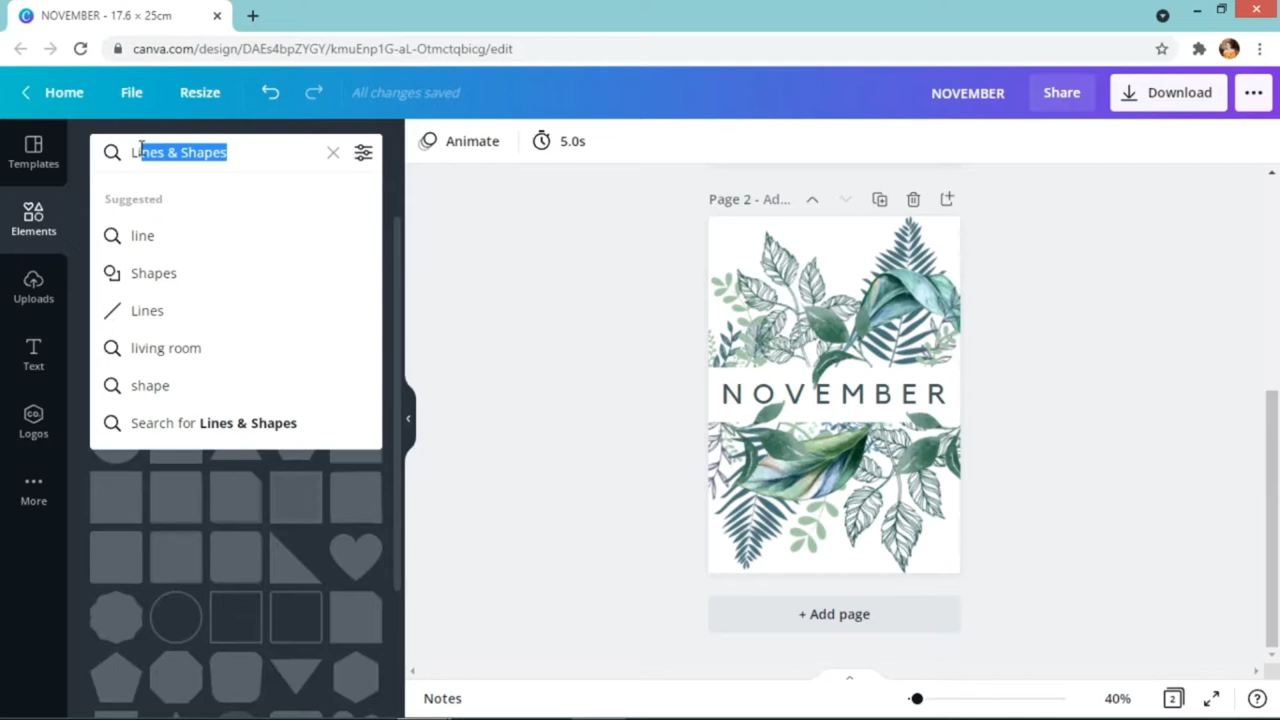 NOVEMBER - 17.6 × 25cm
canva.com/design/DAEs4bpZYGY/kmuEnp1G-aL-Otmctqbicg/edit
Home File Resize All changes saved NOVEMBER Share Download
Templates
Elements
Uploads
Text
CO.
Logos
More
Lines & Shapes
Suggested
line
Shapes
Lines
living room
shape
Search for Lines & Shapes
Animate 5.0s
Page 2 - Ad...
NOVEMBER
+ Add page
Notes 40% 2 ?